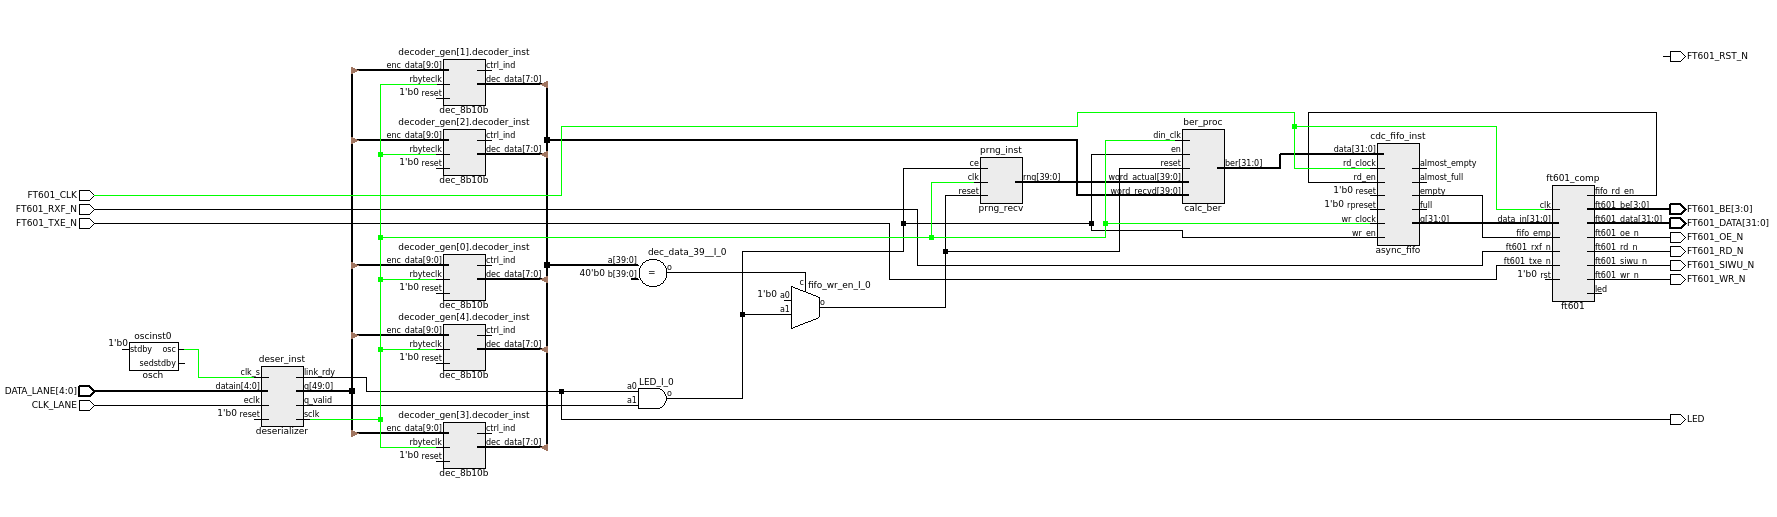 decoder_gen[1].decoder_inst
enc_data[9:0] ctrl_ind
rbyteclk dec_data[7:0]
1'b0 reset
dec_8b10b
decoder_gen[2].decoder_inst
enc_data[9:0] ctrl_ind
rbyteclk dec_data[7:0]
1'b0 reset
dec_8b10b
FT601_CLK
FT601_RXF_N
FT601_TXE_N
decoder_gen[0].decoder_inst
enc_data[9:0] ctrl_ind
rbyteclk dec_data[7:0]
1'b0 reset
dec_8b10b
decoder_gen[4].decoder_inst
enc_data[9:0] ctrl_ind
rbyteclk dec_data[7:0]
1'b0 reset
dec_8b10b
oscinst0
1'b0 stdby osc
sedstdby
osch
deser_inst
clk_s link_rdy
DATA_LANE[4:0] datain[4:0] q[49:0]
CLK_LANE eclk q_valid
1'b0 reset sclk
deserializer
decoder_gen[3].decoder_inst
enc_data[9:0] ctrl_ind
rbyteclk dec_data[7:0]
1'b0 reset
dec_8b10b
dec_data_39__I_0
a[39:0] = o
40'b0 b[39:0]
fifo_wr_en_I_0
c
1'b0 a0
a1 o
LED_I_0
a0
a1 o
prng_inst
ce
clk rng[39:0]
reset
prng_recv
ber_proc
din_clk
en
reset ber[31:0]
word_actual[39:0]
word_recvd[39:0]
calc_ber
cdc_fifo_inst
data[31:0]
rd_clock almost_empty
rd_en almost_full
1'b0 reset empty
1'b0 rpreset full
wr_clock q[31:0]
wr_en
async_fifo
ft601_comp
fifo_rd_en
clk ft601_be[3:0]
data_in[31:0] ft601_data[31:0]
fifo_emp ft601_oe_n
ft601_rxf_n ft601_rd_n
ft601_txe_n ft601_siwu_n
1'b0 rst ft601_wr_n
led
ft601
FT601_RST_N
FT601_BE[3:0]
FT601_DATA[31:0]
FT601_OE_N
FT601_RD_N
FT601_SIWU_N
FT601_WR_N
LED